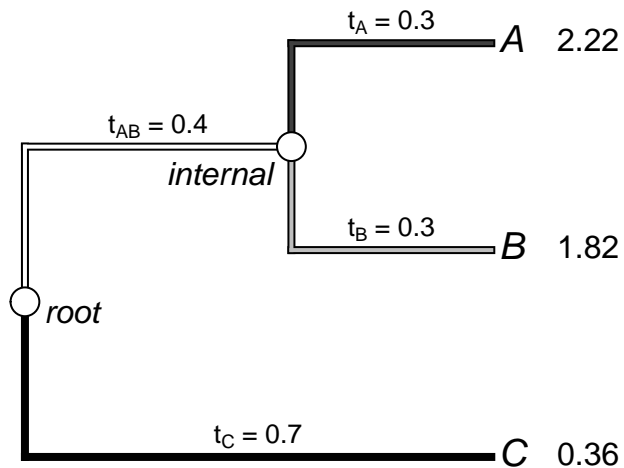 t_A = 0.3
A 2.22
t_AB = 0.4
internal
t_B = 0.3
B 1.82
root
t_C = 0.7
C 0.36